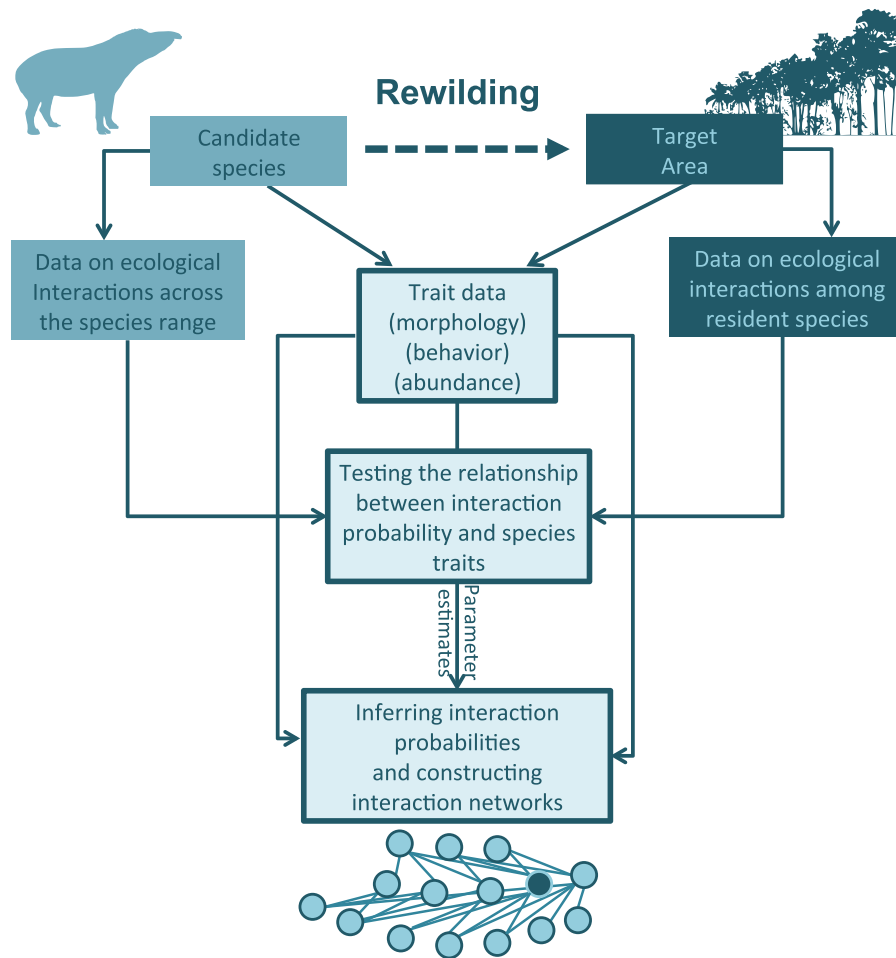 Rewilding
Candidate
species
Target
Area
Data on ecological
Interactions across
the species range
Trait data
(morphology)
(behavior)
(abundance)
Data on ecological
interactions among
resident species
Testing the relationship
between interaction
probability and species
traits
Parameter
estimates
Inferring interaction
probabilities
and constructing
interaction networks